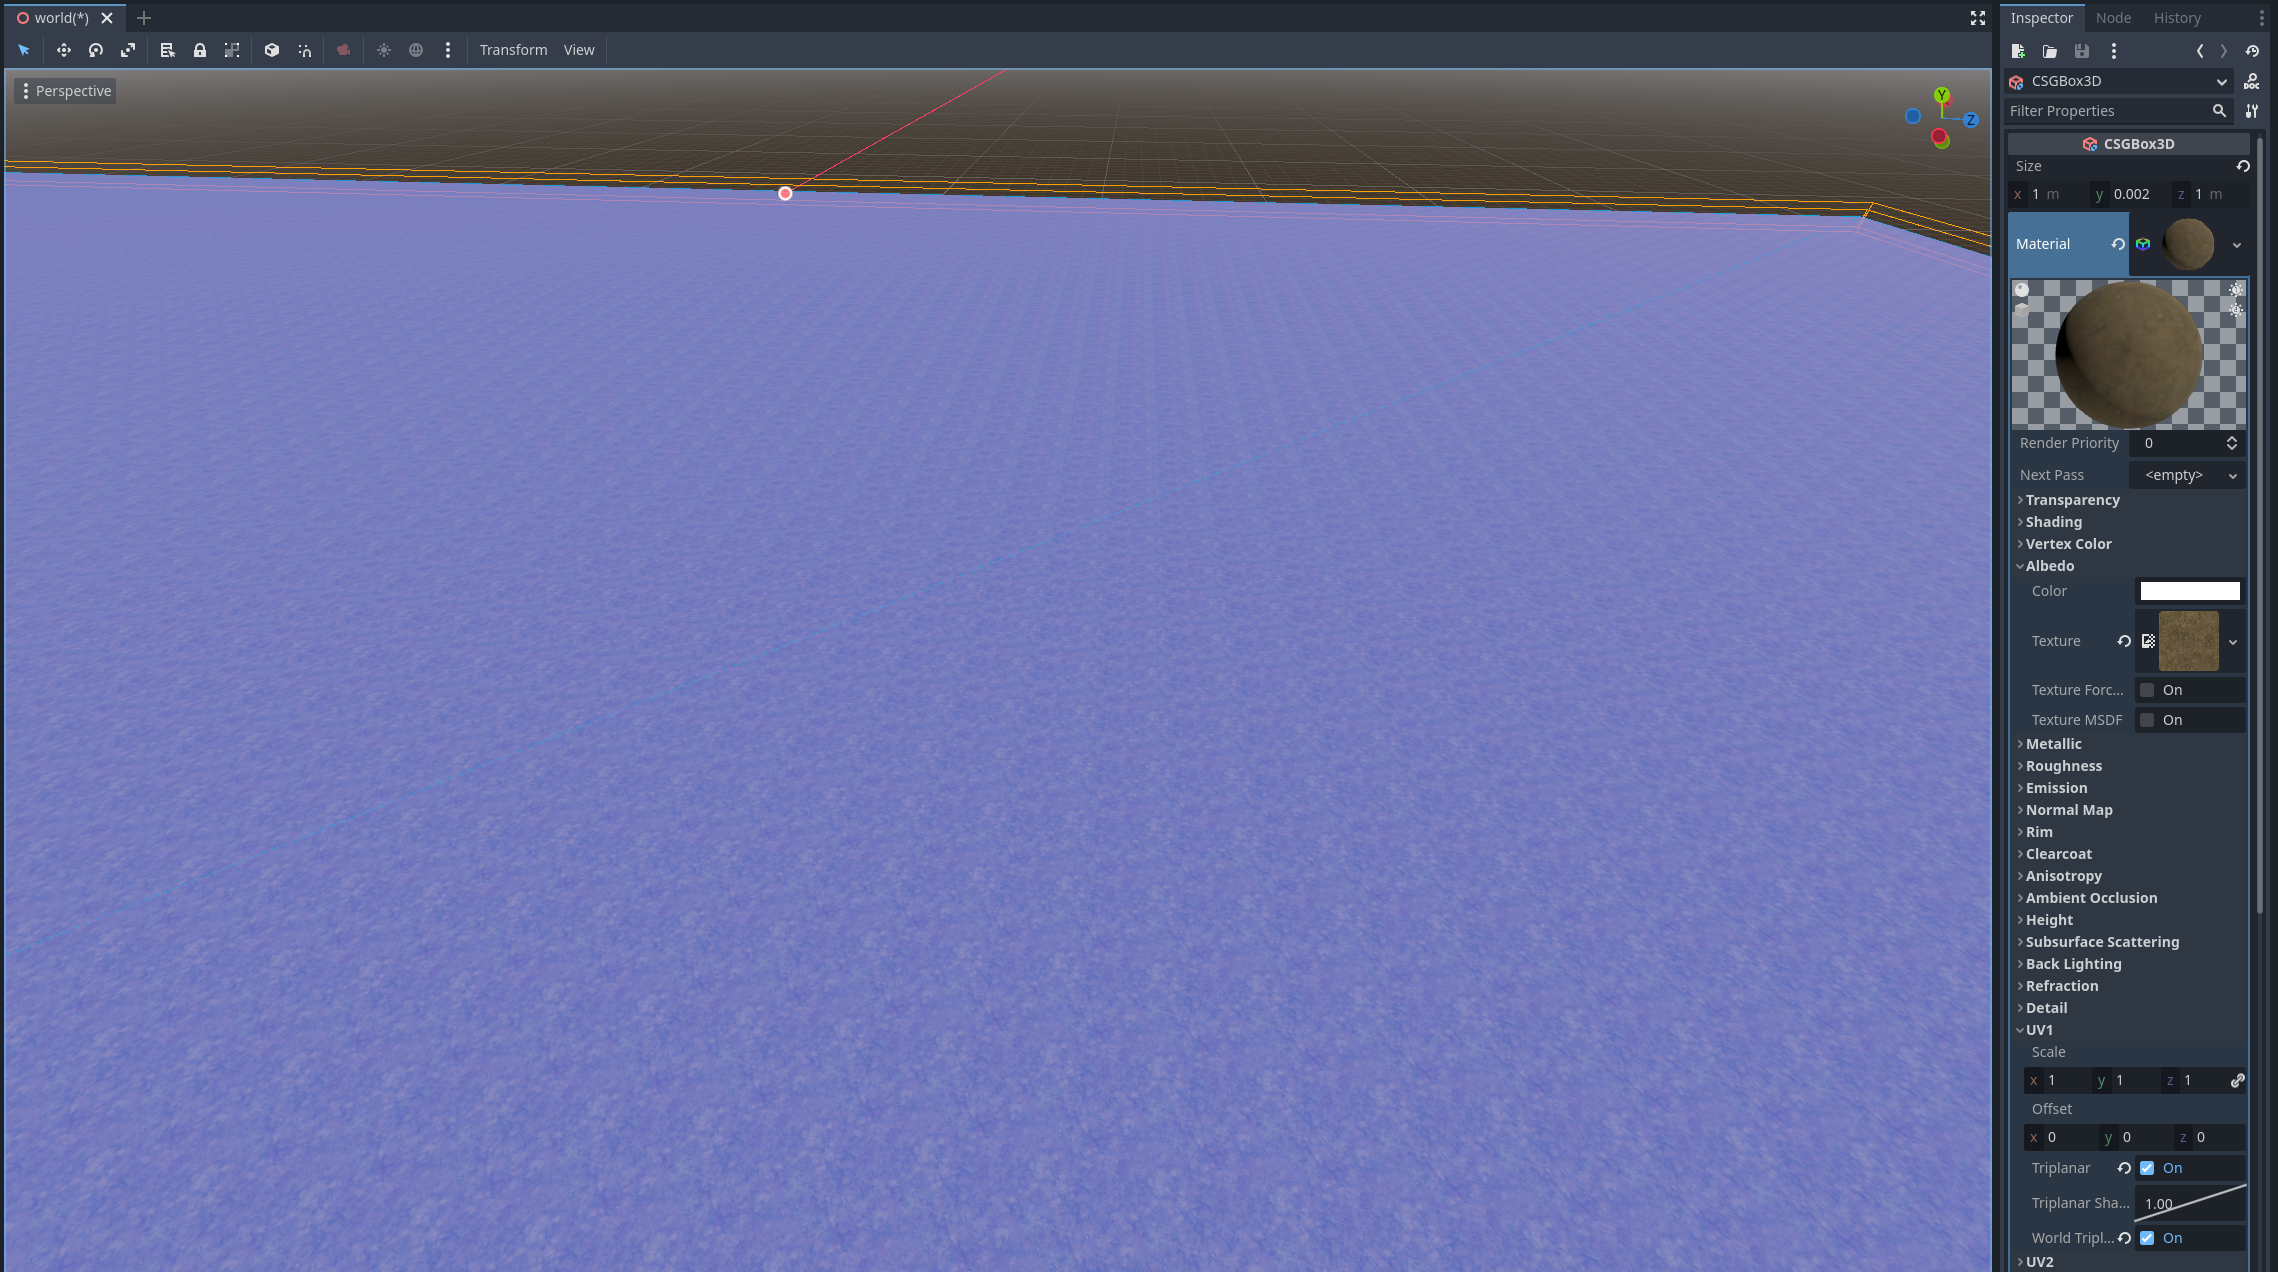 world(*)
Transform View
Perspective
Y
Z
Inspector Node History
CSGBox3D
DOC
Filter Properties
CSGBox3D
Size
x 1 m y 0.002 z 1 m
Material
Render Priority 0
Next Pass <empty>
Transparency
Shading
Vertex Color
Albedo
Color
Texture
Texture Forc... On
Texture MSDF On
Metallic
Roughness
Emission
Normal Map
Rim
Clearcoat
Anisotropy
Ambient Occlusion
Height
Subsurface Scattering
Back Lighting
Refraction
Detail
UV1
Scale
x 1 y 1 z 1
Offset
x 0 y 0 z 0
Triplanar On
Triplanar Sha... 1.00
World Tripl... On
UV2